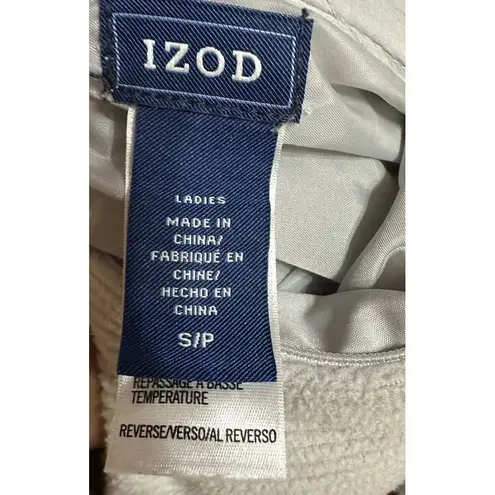 IZOD
LADIES
MADE IN
CHINA/
FABRIQUÉ EN
CHINE/
HECHO EN
CHINA
S/P
REPASSAGE A BASSE
TEMPERATURE
REVERSE/VERSO/AL REVERSO